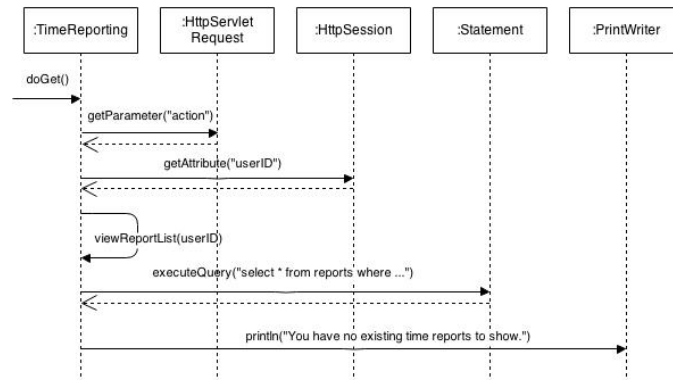 :TimeReporting
:HttpServlet
Request
:HttpSession
:Statement
:PrintWriter
doGet()
getParameter("action")
getAttribute("userID")
viewReportList(userID)
executeQuery("select * from reports where ...")
println("You have no existing time reports to show.")